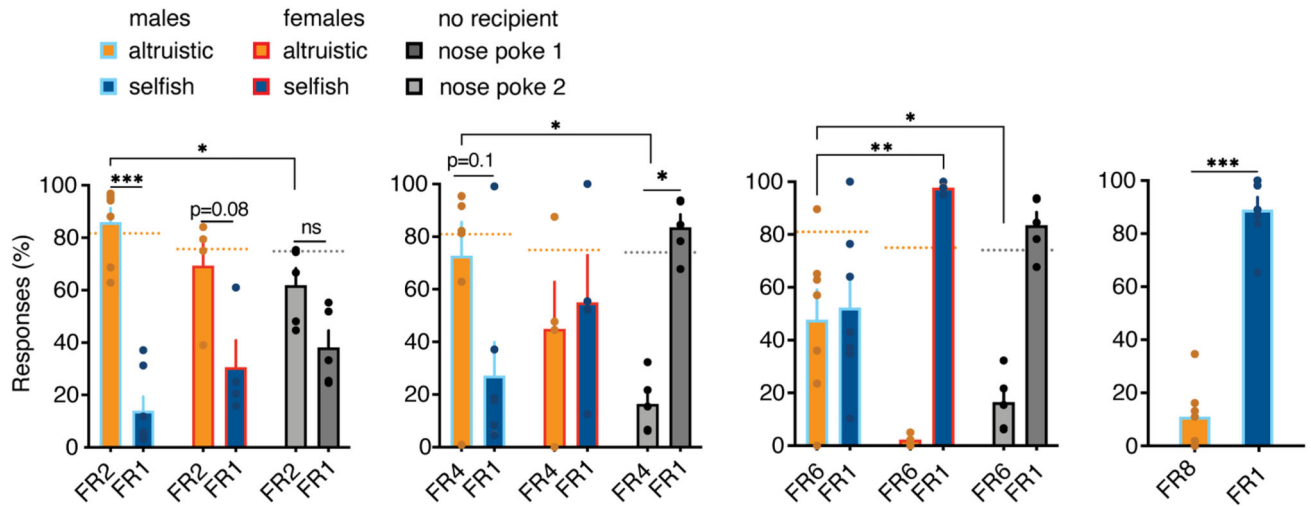 males females no recipient
altruistic altruistic nose poke 1
selfish selfish nose poke 2
Responses (%)
100
80
60
40
20
0
*
***
p=0.08
ns
FR2 FR1 FR2 FR1 FR2 FR1
100
80
60
40
20
0
*
p=0.1
*
FR4 FR1 FR4 FR1 FR4 FR1
100
80
60
40
20
0
*
**
FR6 FR1 FR6 FR1 FR6 FR1
100
80
60
40
20
0
***
FR8 FR1